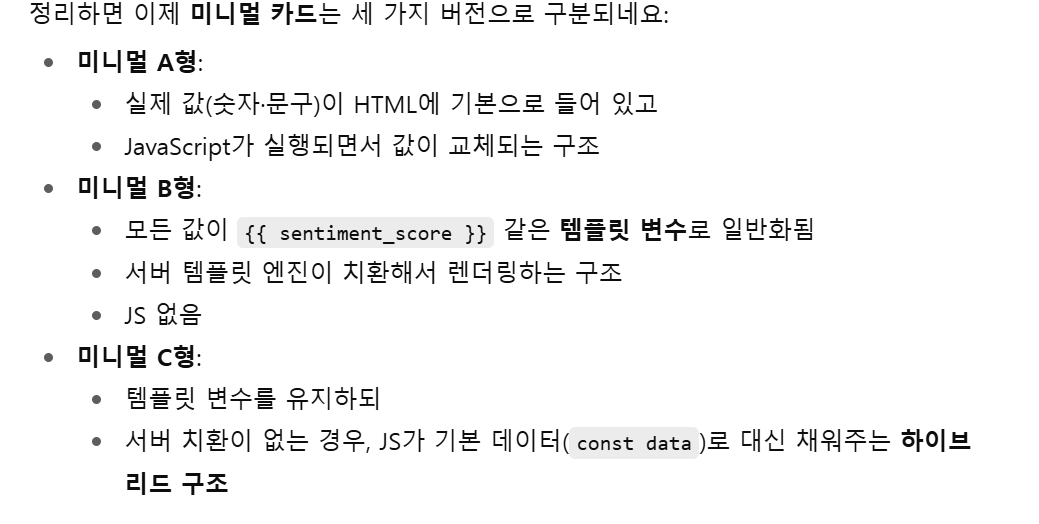 정리하면 이제 미니멀 카드는 세 가지 버전으로 구분되네요:
미니멀 A형:
실제 값(숫자·문구)이 HTML에 기본으로 들어 있고
JavaScript가 실행되면서 값이 교체되는 구조
미니멀 B형:
모든 값이 {{ sentiment_score }} 같은 템플릿 변수로 일반화됨
서버 템플릿 엔진이 치환해서 렌더링하는 구조
JS 없음
미니멀 C형:
템플릿 변수를 유지하되
서버 치환이 없는 경우, JS가 기본 데이터(const data)로 대신 채워주는 하이브
리드 구조